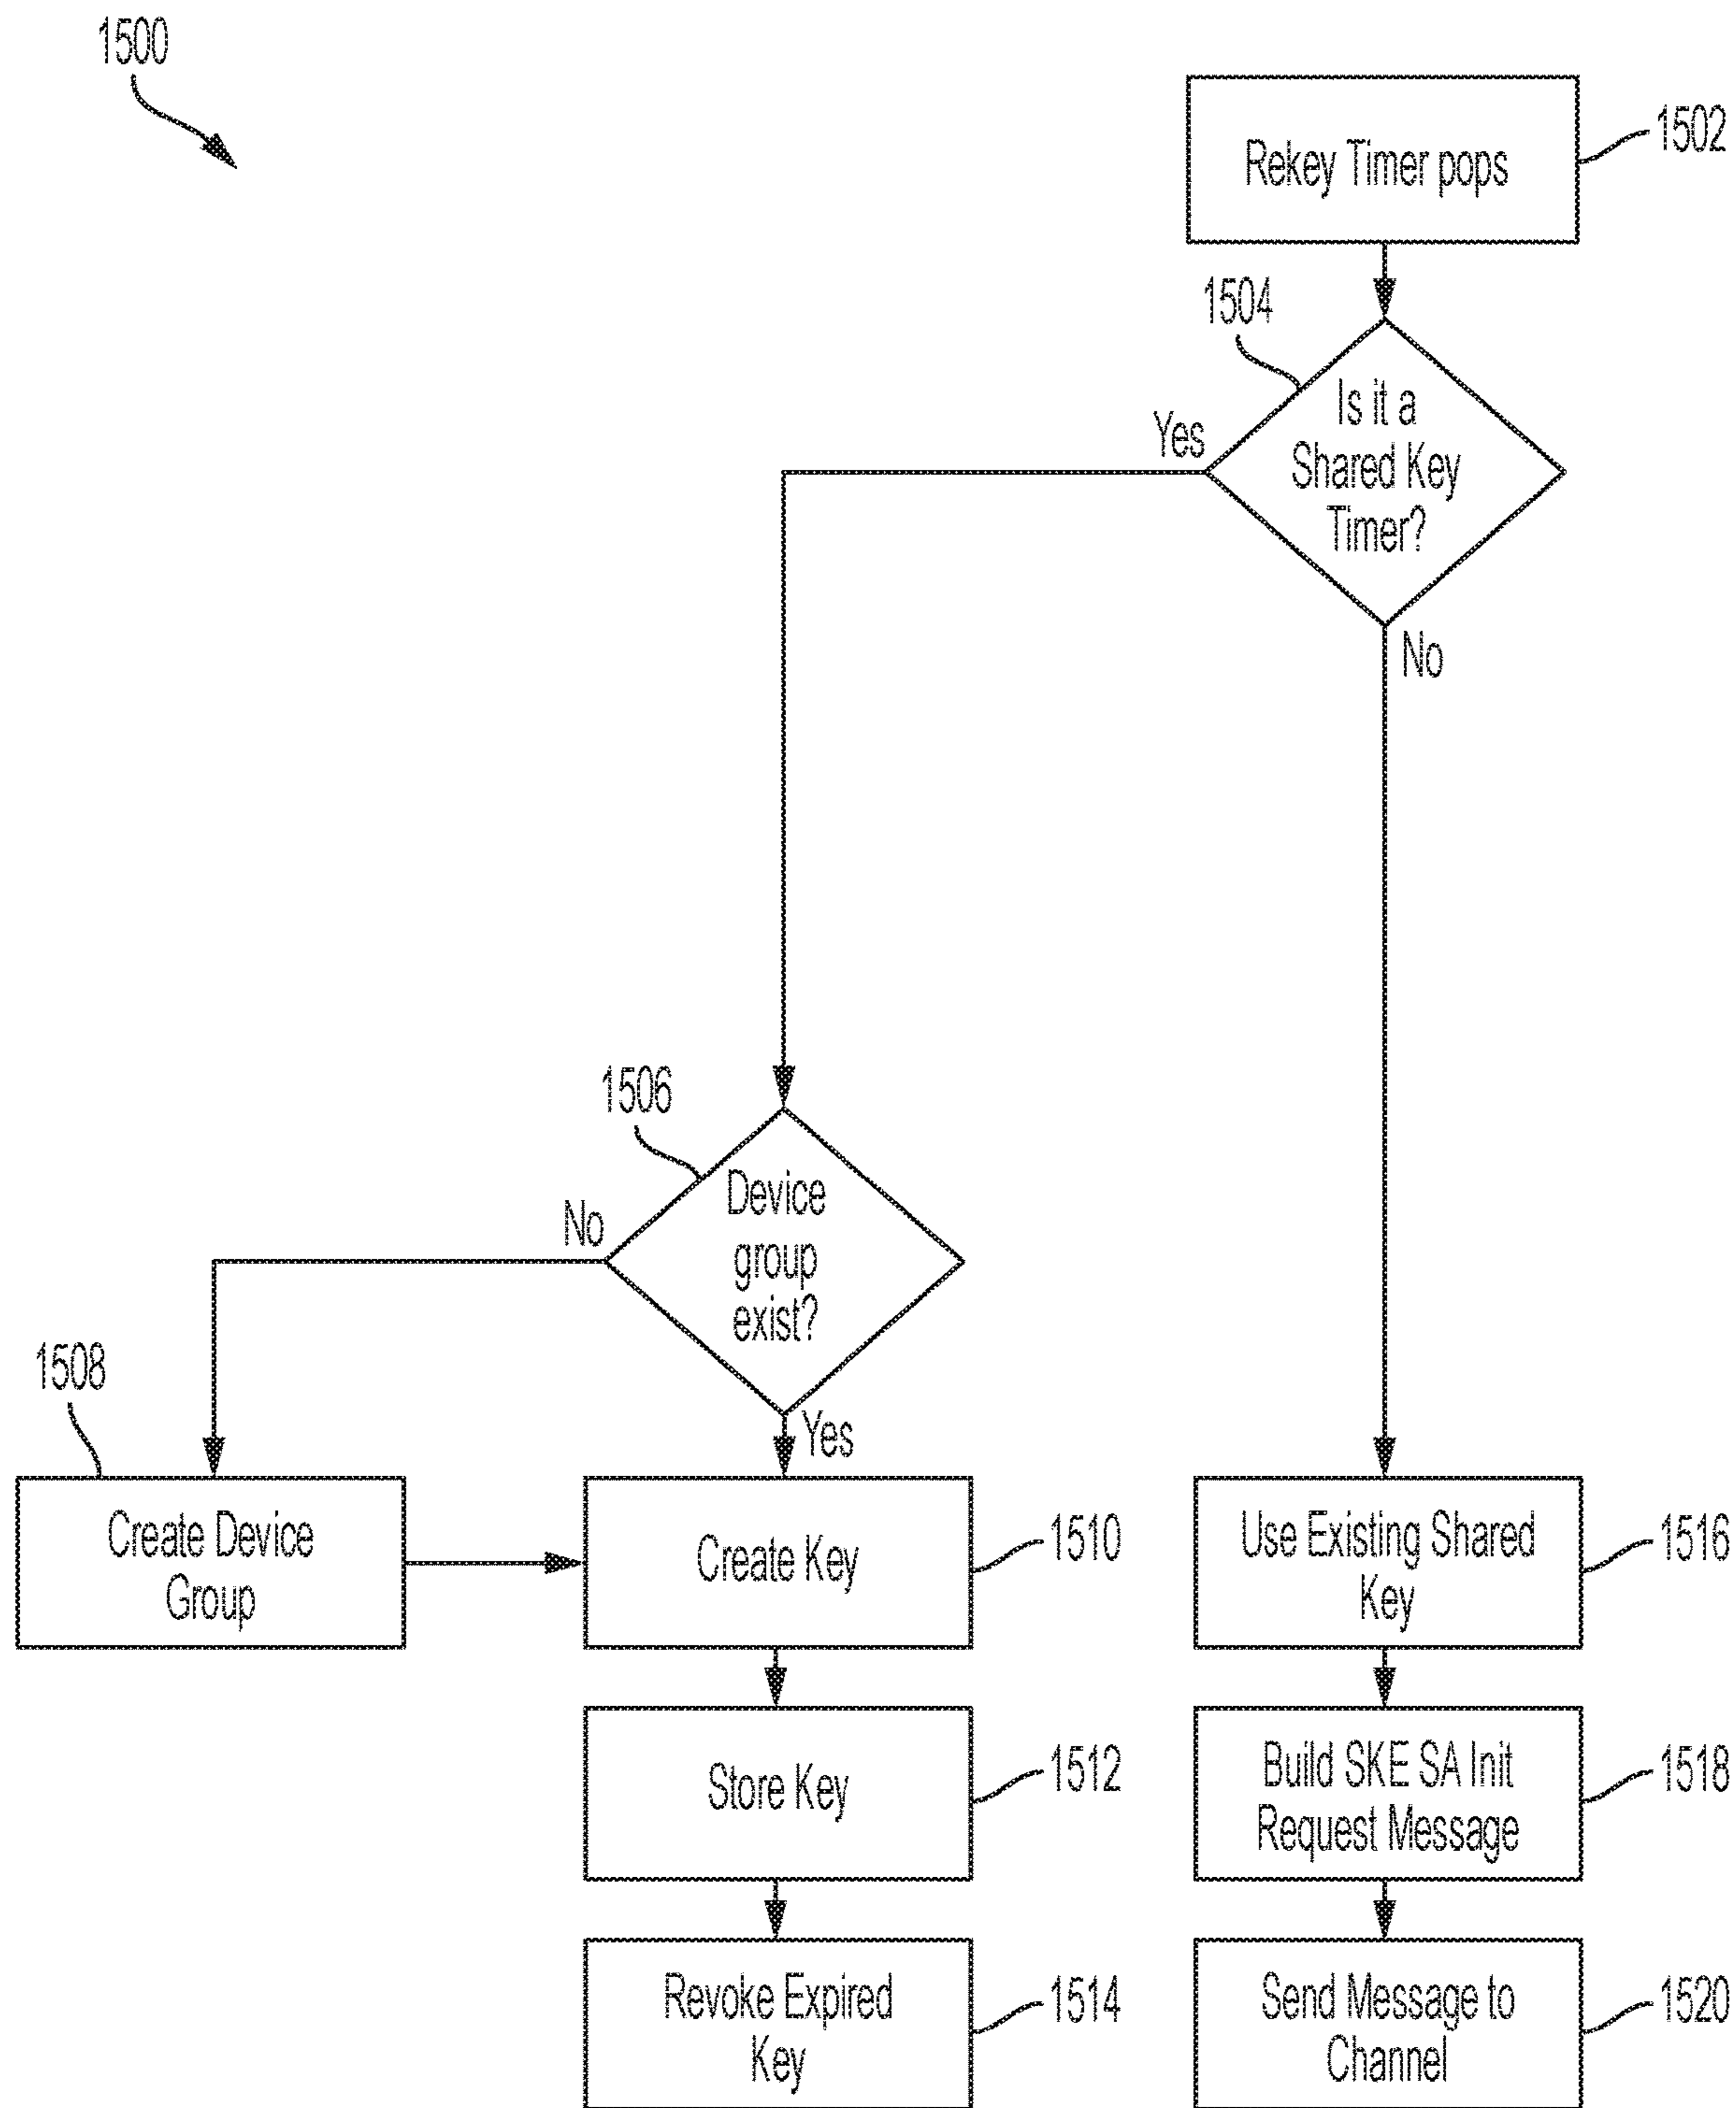 1500
Rekey Timer pops
1502
1504
Is it a
Shared Key
Timer?
Yes
No
1506
Device
group
exist?
No
Yes
1508
Create Device
Group
Create Key
1510
Use Existing Shared
Key
1516
Store Key
1512
Build SKE SA Init
Request Message
1518
Revoke Expired
Key
1514
Send Message to
Channel
1520